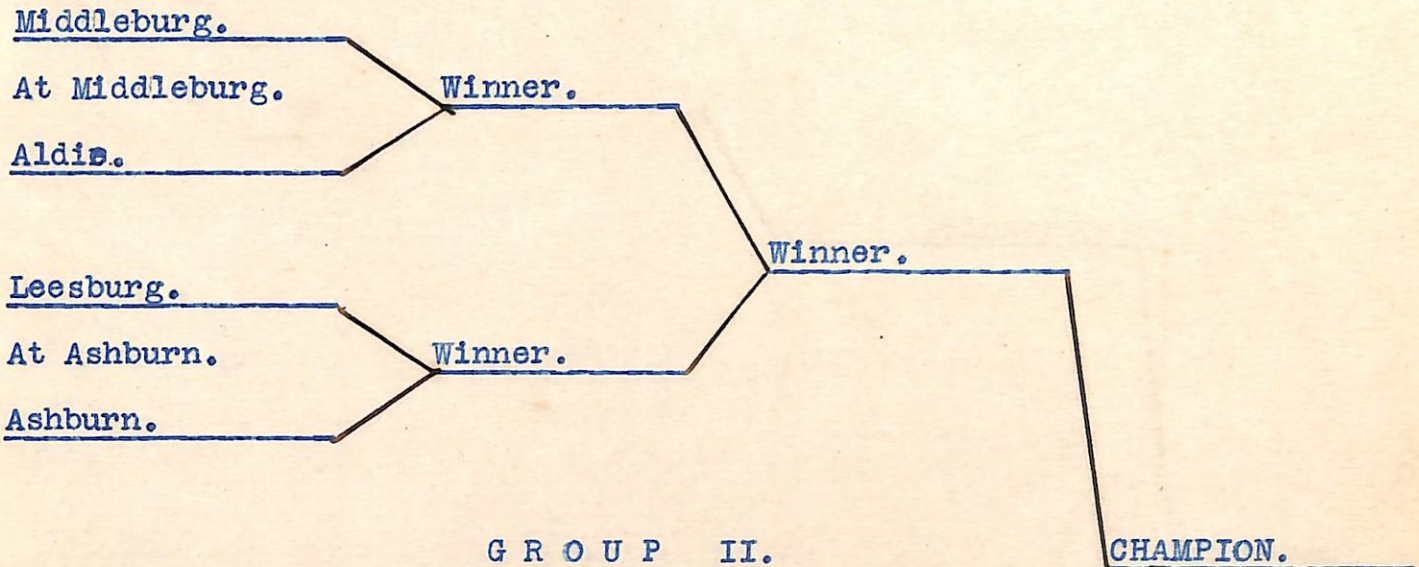 Middleburg.
At Middleburg.
Winner.
Aldie.
Winner.
Leesburg.
At Ashburn.
Winner.
Ashburn.
GROUP II.
CHAMPION.